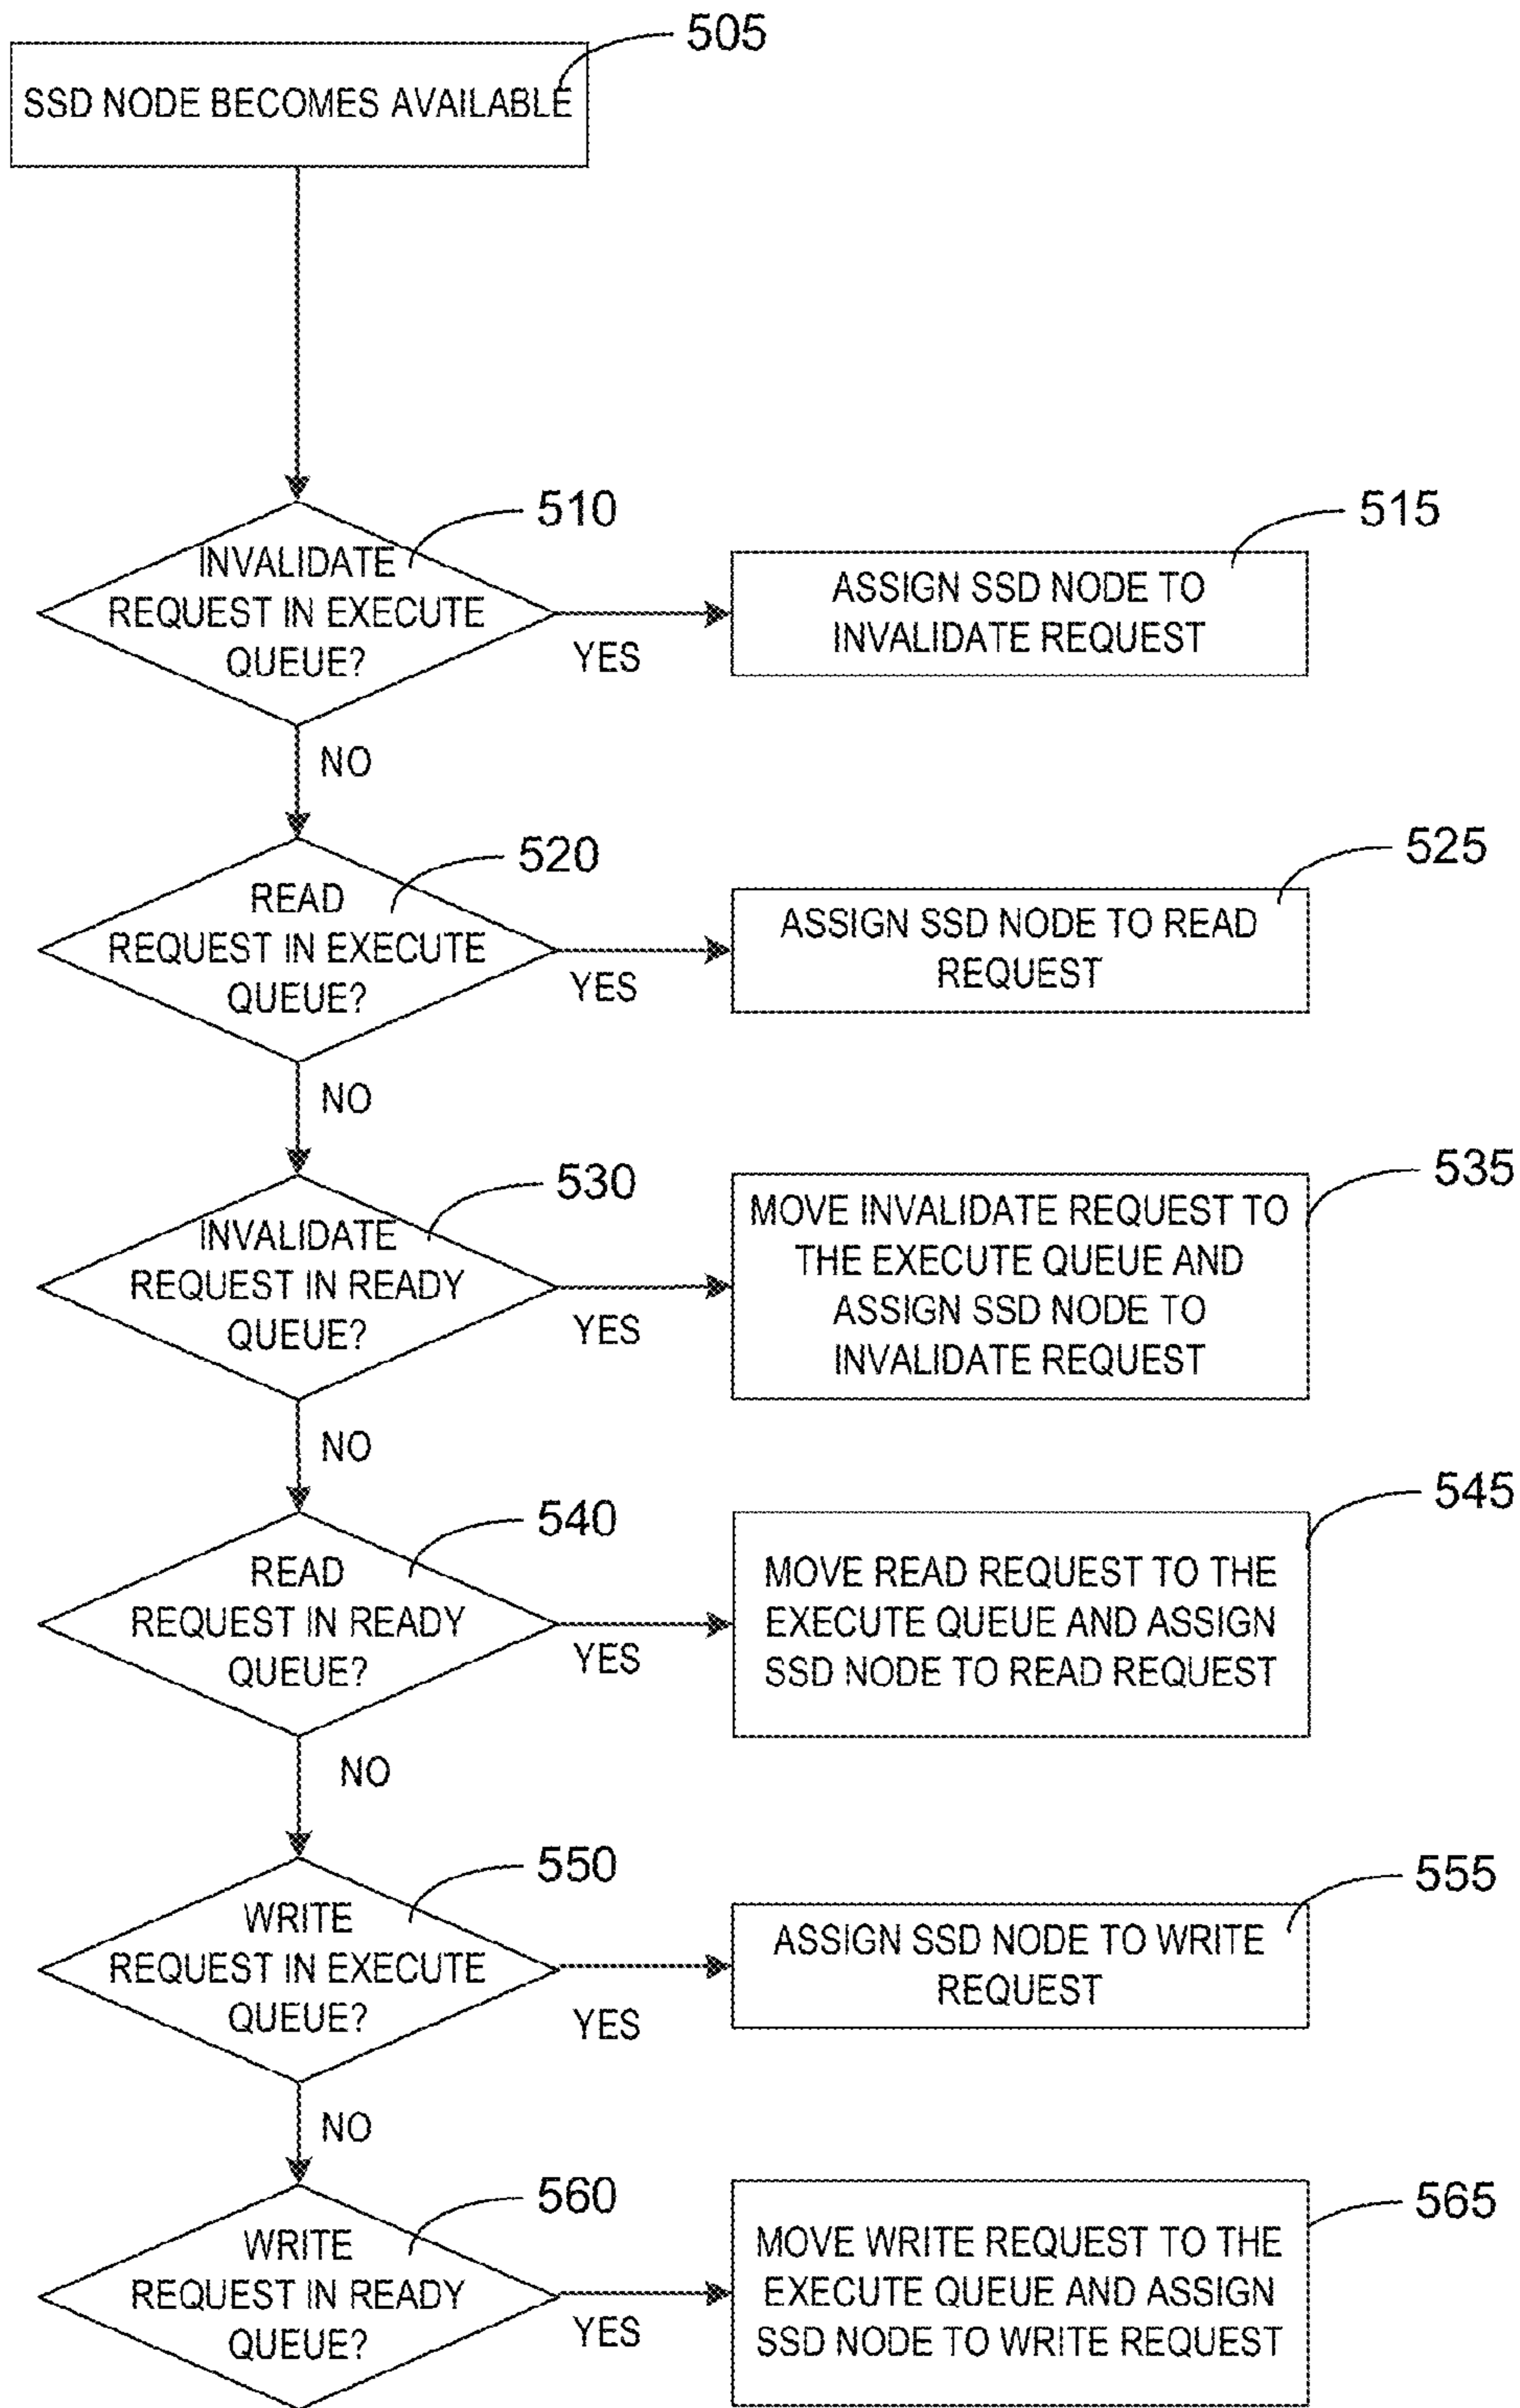 505
SSD NODE BECOMES AVAILABLE
510
INVALIDATE
REQUEST IN EXECUTE
QUEUE?
YES
NO
515
ASSIGN SSD NODE TO
INVALIDATE REQUEST
520
READ
REQUEST IN EXECUTE
QUEUE?
YES
NO
525
ASSIGN SSD NODE TO READ
REQUEST
530
INVALIDATE
REQUEST IN READY
QUEUE?
YES
NO
535
MOVE INVALIDATE REQUEST TO
THE EXECUTE QUEUE AND
ASSIGN SSD NODE TO
INVALIDATE REQUEST
540
READ
REQUEST IN READY
QUEUE?
YES
NO
545
MOVE READ REQUEST TO THE
EXECUTE QUEUE AND ASSIGN
SSD NODE TO READ REQUEST
550
WRITE
REQUEST IN EXECUTE
QUEUE?
YES
NO
555
ASSIGN SSD NODE TO WRITE
REQUEST
560
WRITE
REQUEST IN READY
QUEUE?
YES
565
MOVE WRITE REQUEST TO THE
EXECUTE QUEUE AND ASSIGN
SSD NODE TO WRITE REQUEST